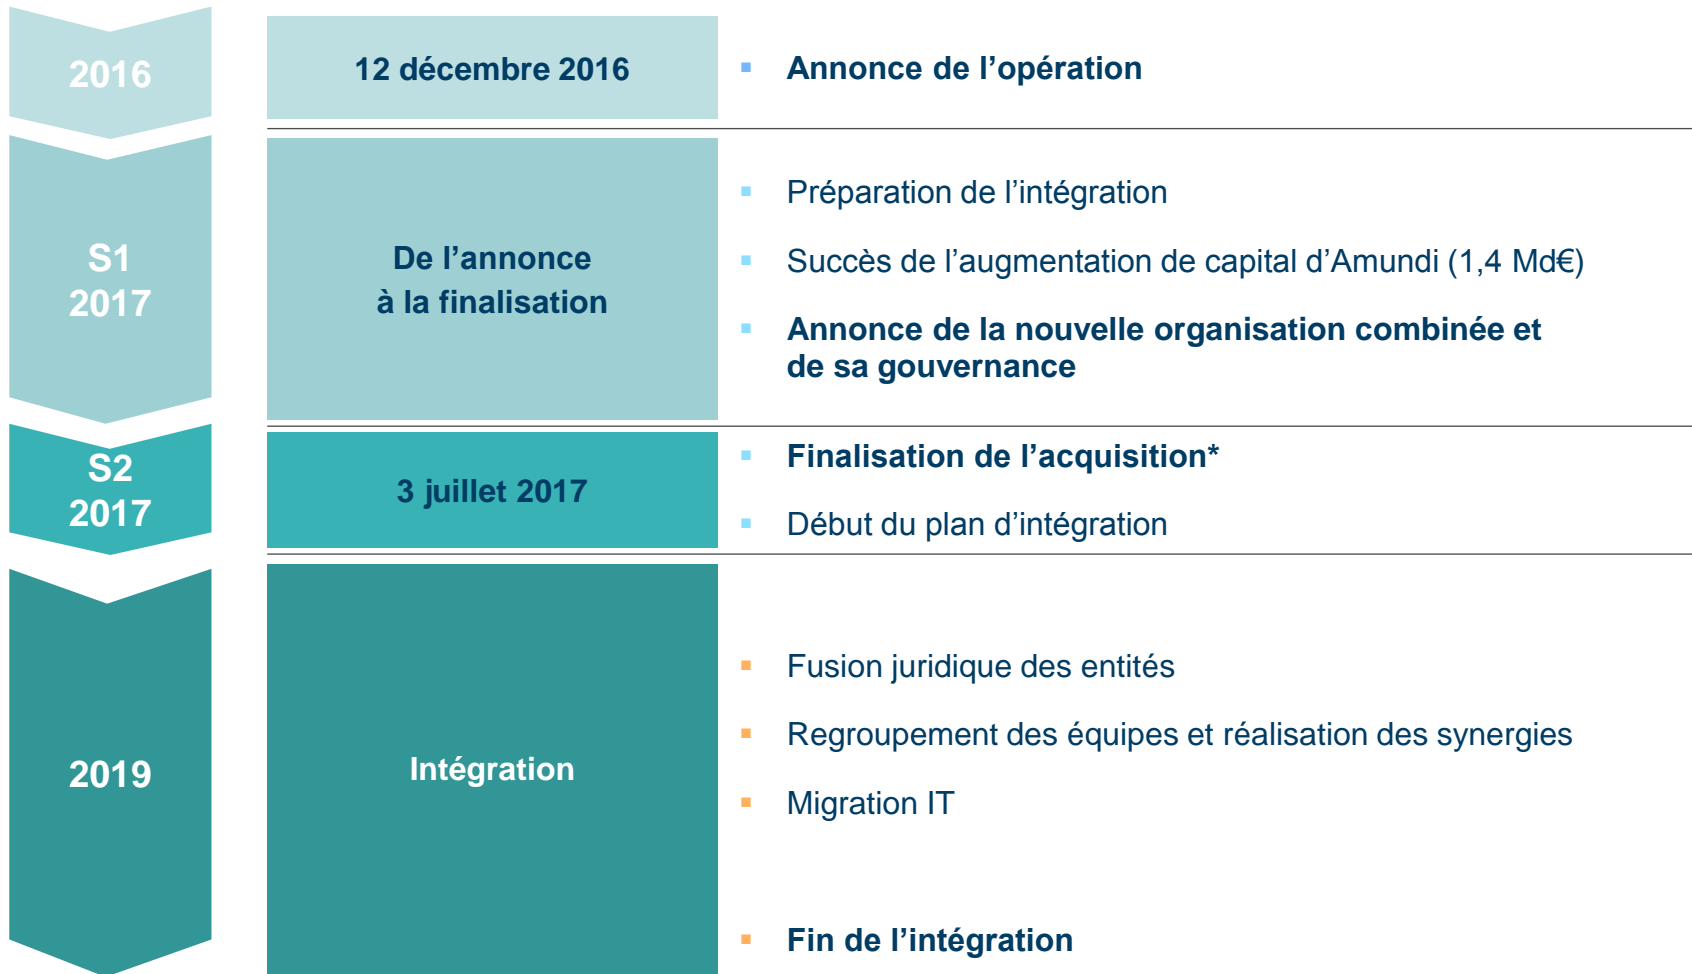 2016
12 décembre 2016
▪ Annonce de l’opération
S1
2017
De l’annonce
à la finalisation
▪ Préparation de l’intégration
▪ Succès de l’augmentation de capital d’Amundi (1,4 Md€)
▪ Annonce de la nouvelle organisation combinée et
de sa gouvernance
S2
2017
3 juillet 2017
▪ Finalisation de l’acquisition*
▪ Début du plan d’intégration
2019
Intégration
▪ Fusion juridique des entités
▪ Regroupement des équipes et réalisation des synergies
▪ Migration IT
▪ Fin de l’intégration